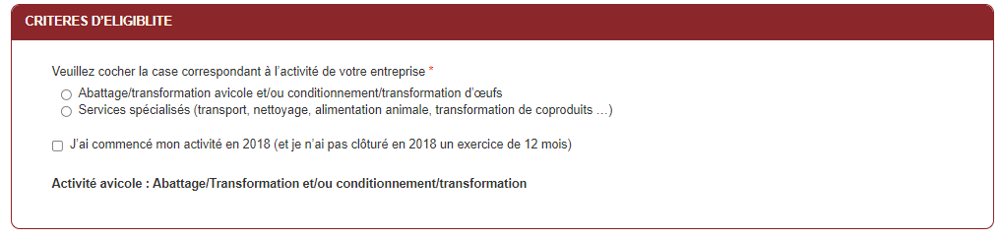 CRITERES D'ELIGIBLITE
Veuillez cocher la case correspondant à l'activité de votre entreprise *
Abattage/transformation avicole et/ou conditionnement/transformation d'œufs
Services spécialisés (transport, nettoyage, alimentation animale, transformation de coproduits …)
J'ai commencé mon activité en 2018 (et je n'ai pas clôturé en 2018 un exercice de 12 mois)
Activité avicole : Abattage/Transformation et/ou conditionnement/transformation